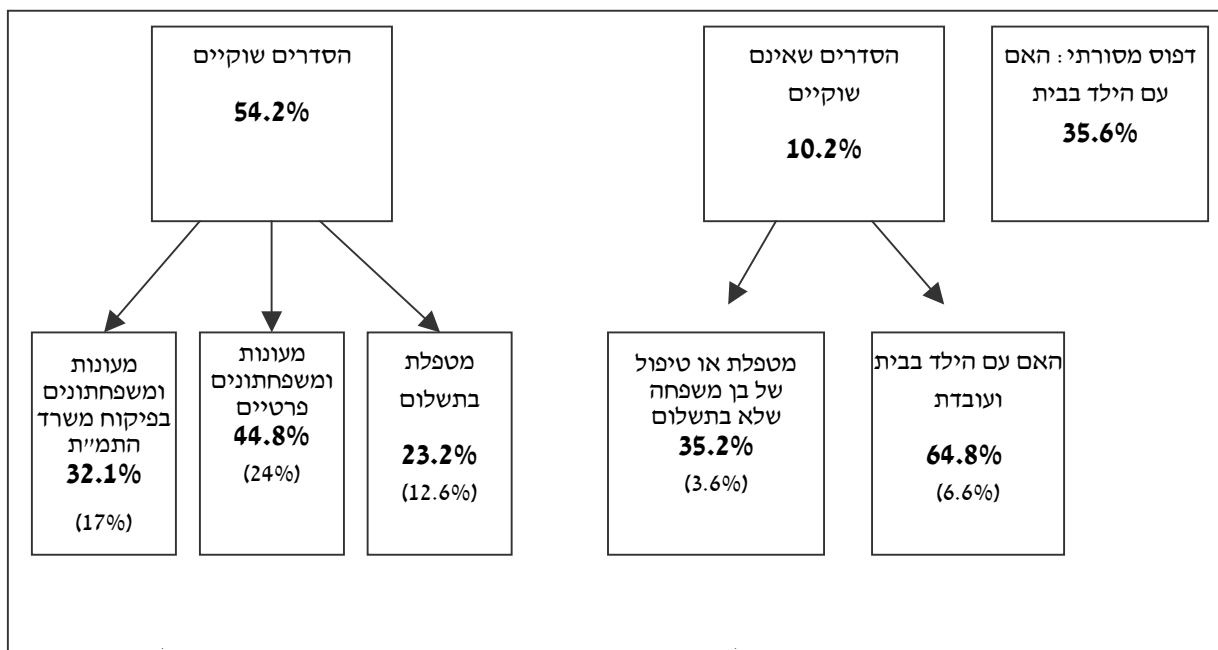 דפוס מסורתי: האם
עם הילד בבית
35.6%
הסדרים שאינם
שוקיים
10.2%
הסדרים שוקיים
54.2%
האם עם הילד בבית
ועובדת
64.8%
(6.6%)
מטפלת או טיפול
של בן משפחה
שלא בתשלום
35.2%
(3.6%)
מטפלת
בתשלום
23.2%
(12.6%)
מעונות
ומשפחתונים
פרטיים
44.8%
(24%)
מעונות
ומשפחתונים
בפיקוח משרד
התמ״ת
32.1%
(17%)